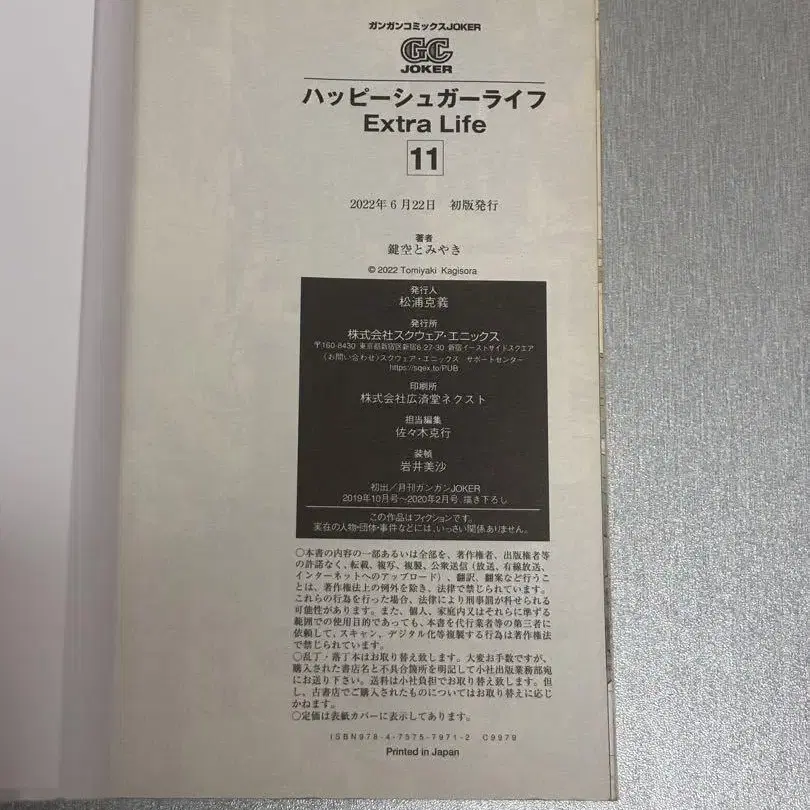 ガンガンコミックスJOKER
GC
JOKER
ハッピーシュガーライフ
Extra Life
11
2022年6月22日 初版発行
著者
鍵空とみやき
© 2022 Tomiyaki Kagisora
発行人
松浦克義
発行所
株式会社スクウェア・エニックス
〒160-8430 東京都新宿区新宿6-27-30 新宿イーストサイドスクエア
〈お問い合わせ〉スクウェア・エニックス サポートセンター
https://sqex.to/PUB
印刷所
株式会社広済堂ネクスト
担当編集
佐々木克行
装幀
岩井美沙
初出／月刊ガンガンJOKER
2019年10月号〜2020年2月号、描き下ろし
この作品はフィクションです。
実在の人物・団体・事件などには、いっさい関係ありません。
○本書の内容の一部あるいは全部を、著作権者、出版権者等
の許諾なく、転載、複写、複製、公衆送信（放送、有線放送、
インターネットへのアップロード）、翻訳、翻案など行うこ
とは、著作権法上の例外を除き、法律で禁じられています。
これらの行為を行った場合、法律により刑事罰が科せられる
可能性があります。また、個人、家庭内又はそれらに準ずる
範囲での使用目的であっても、本書を代行業者等の第三者に
依頼して、スキャン、デジタル化等複製する行為は著作権法
で禁じられています。
○乱丁・落丁本はお取り替え致します。大変お手数ですが、
購入された書店名と不具合箇所を明記して小社出版業務部宛
にお送り下さい。送料は小社負担でお取り替え致します。但
し、古書店でご購入されたものについてはお取り替えに応じ
かねます。
○定価は表紙カバーに表示してあります。
ISBN978-4-7575-7971-2 C9979
Printed in Japan